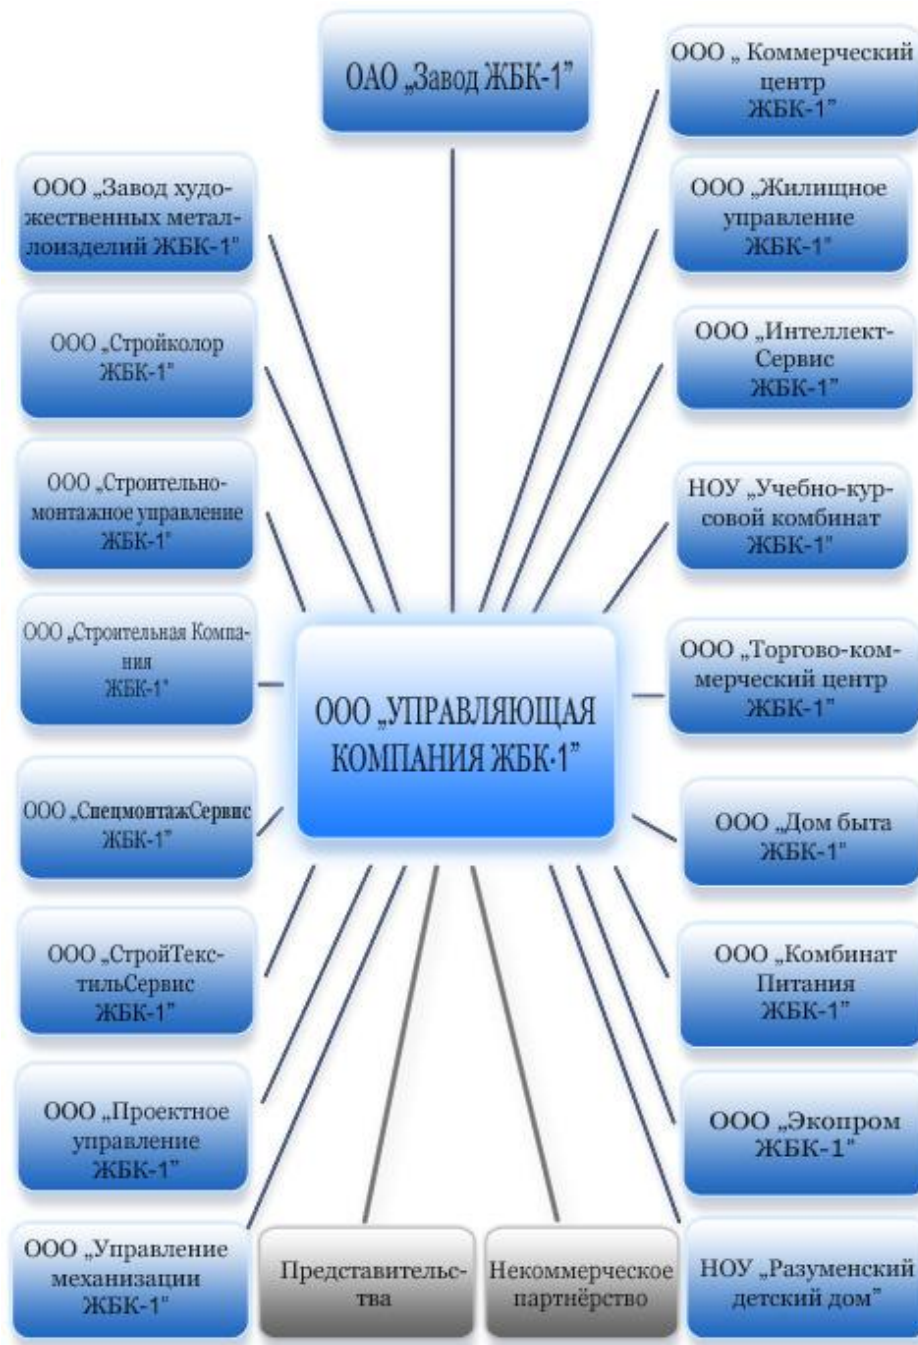 ОАО „Завод ЖБК-1”
ООО „ Коммерческий
центр
ЖБК-1”
ООО „Завод худо-
жественных метал-
лоизделий ЖБК-1"
ООО „Жилищное
управление
ЖБК-1"
ООО „Стройколор
ЖБК-1"
ООО „Интеллект-
Сервис
ЖБК-1"
ООО „Строительно-
монтажное управление
ЖБК-1"
НОУ „Учебно-кур-
совой комбинат
ЖБК-1”
ООО „Строительная Компа-
ния
ЖБК-1"
ООО „УПРАВЛЯЮЩАЯ
КОМПАНИЯ ЖБК-1”
ООО „Торгово-ком-
мерческий центр
ЖБК-1”
ООО „СпецмонтажСервис
ЖБК-1”
ООО „Дом быта
ЖБК-1"
ООО „СтройТекс-
тильСервис
ЖБК-1”
ООО „Комбинат
Питания
ЖБК-1”
ООО „Проектное
управление
ЖБК-1”
ООО „Экопром
ЖБК-1"
ООО „Управление
механизации
ЖБК-1"
Представительс-
тва
Некоммерческое
партнёрство
НОУ „Разуменский
детский дом”